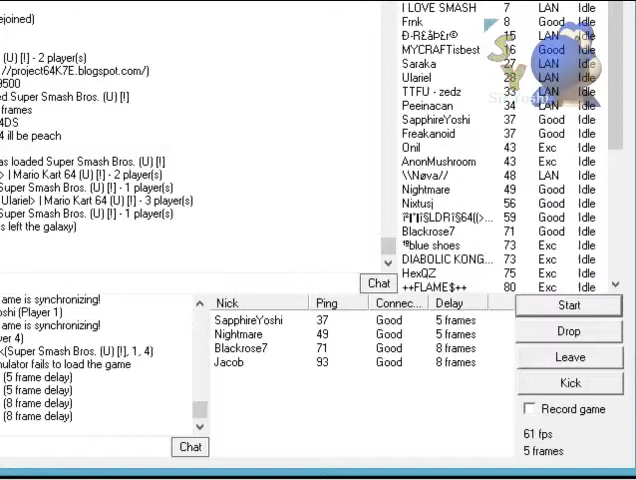 ejoined)
(U) [!] - 2 player(s)
://project64K7E.blogspot.com/)
9500
ed Super Smash Bros. (U) [!]
frames
4DS
4 ill be peach
as loaded Super Smash Bros. (U) [!]
> | Mario Kart 64 (U) [!] - 2 player(s)
Super Smash Bros. (U) [!] - 1 player(s)
Ulariel> | Mario Kart 64 (U) [!] - 3 player(s)
Super Smash Bros. (U) [!] - 1 player(s)
s left the galaxy)
Chat
I LOVE SMASH 7 LAN Idle
Frnk 8 Good Idle
15 LAN Idle
MYCRAFTisbest 16 Good Idle
Saraka 27 LAN Idle
Ulariel 28 LAN Idle
TTFU - zedz 33 LAN Idle
Peeinacan 34 LAN Idle
SapphireYoshi 37 Good Idle
Freakanoid 37 Good Idle
Onil 43 Exc Idle
AnonMushroom 43 Exc Idle
\\Nøva// 48 LAN Idle
Nightmare 49 Good Idle
Nixtusj 56 Good Idle
59 Good Idle
Blackrose7 71 Good Idle
blue shoes 73 Exc Idle
DIABOLIC KONG... 73 Exc Idle
HexQZ 75 Exc Idle
++FLAME$++ 80 Exc Idle
S
Y
ame is synchronizing!
shi (Player 1)
ame is synchronizing!
yer 4)
k(Super Smash Bros. (U) [!], 1, 4)
mulator fails to load the game
(5 frame delay)
(5 frame delay)
(8 frame delay)
(8 frame delay)
Chat
Nick Ping Connec... Delay
SapphireYoshi 37 Good 5 frames
Nightmare 49 Good 5 frames
Blackrose7 71 Good 8 frames
Jacob 93 Good 8 frames
Start
Drop
Leave
Kick
Record game
61 fps
5 frames